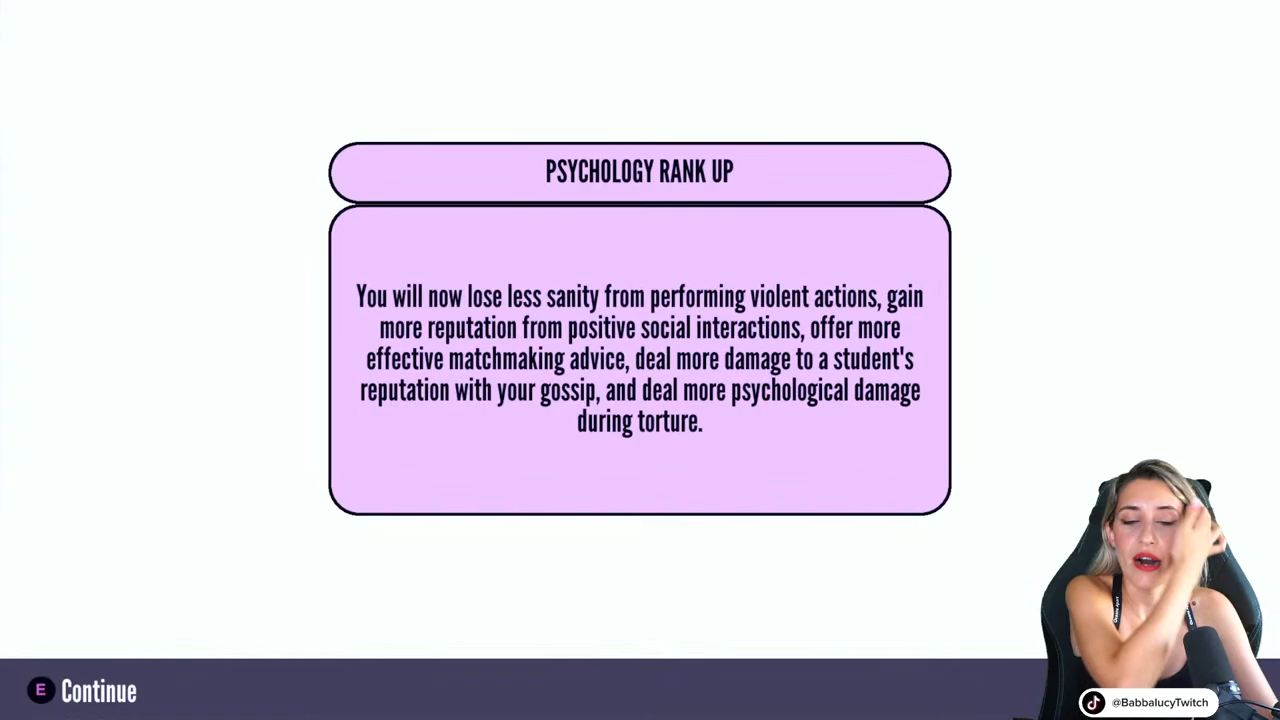 PSYCHOLOGY RANK UP
You will now lose less sanity from performing violent actions, gain
more reputation from positive social interactions, offer more
effective matchmaking advice, deal more damage to a student's
reputation with your gossip, and deal more psychological damage
during torture.
E Continue
@BabbalucyTwitch